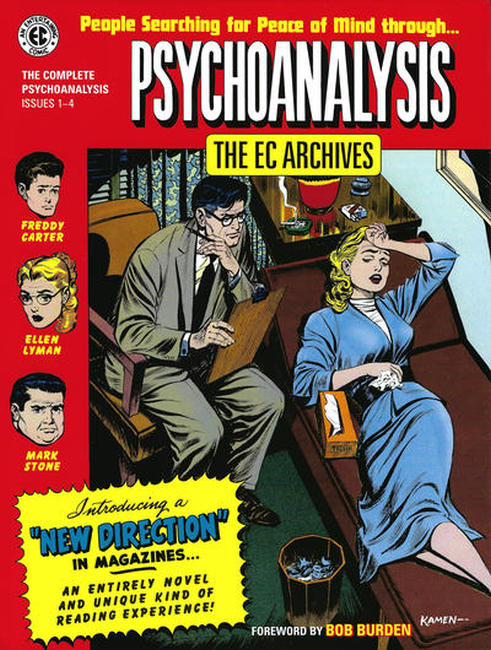 People Searching for Peace of Mind through...
AN ENTERTAINING
EC
COMIC
THE COMPLETE
PSYCHOANALYSIS
ISSUES 1–4
PSYCHOANALYSIS
THE EC ARCHIVES
FREDDY
CARTER
ELLEN
LYMAN
MARK
STONE
Introducing a
"NEW DIRECTION"
IN MAGAZINES...
AN ENTIRELY NOVEL
AND UNIQUE KIND OF
READING EXPERIENCE!
KAMEN--
FOREWORD BY BOB BURDEN